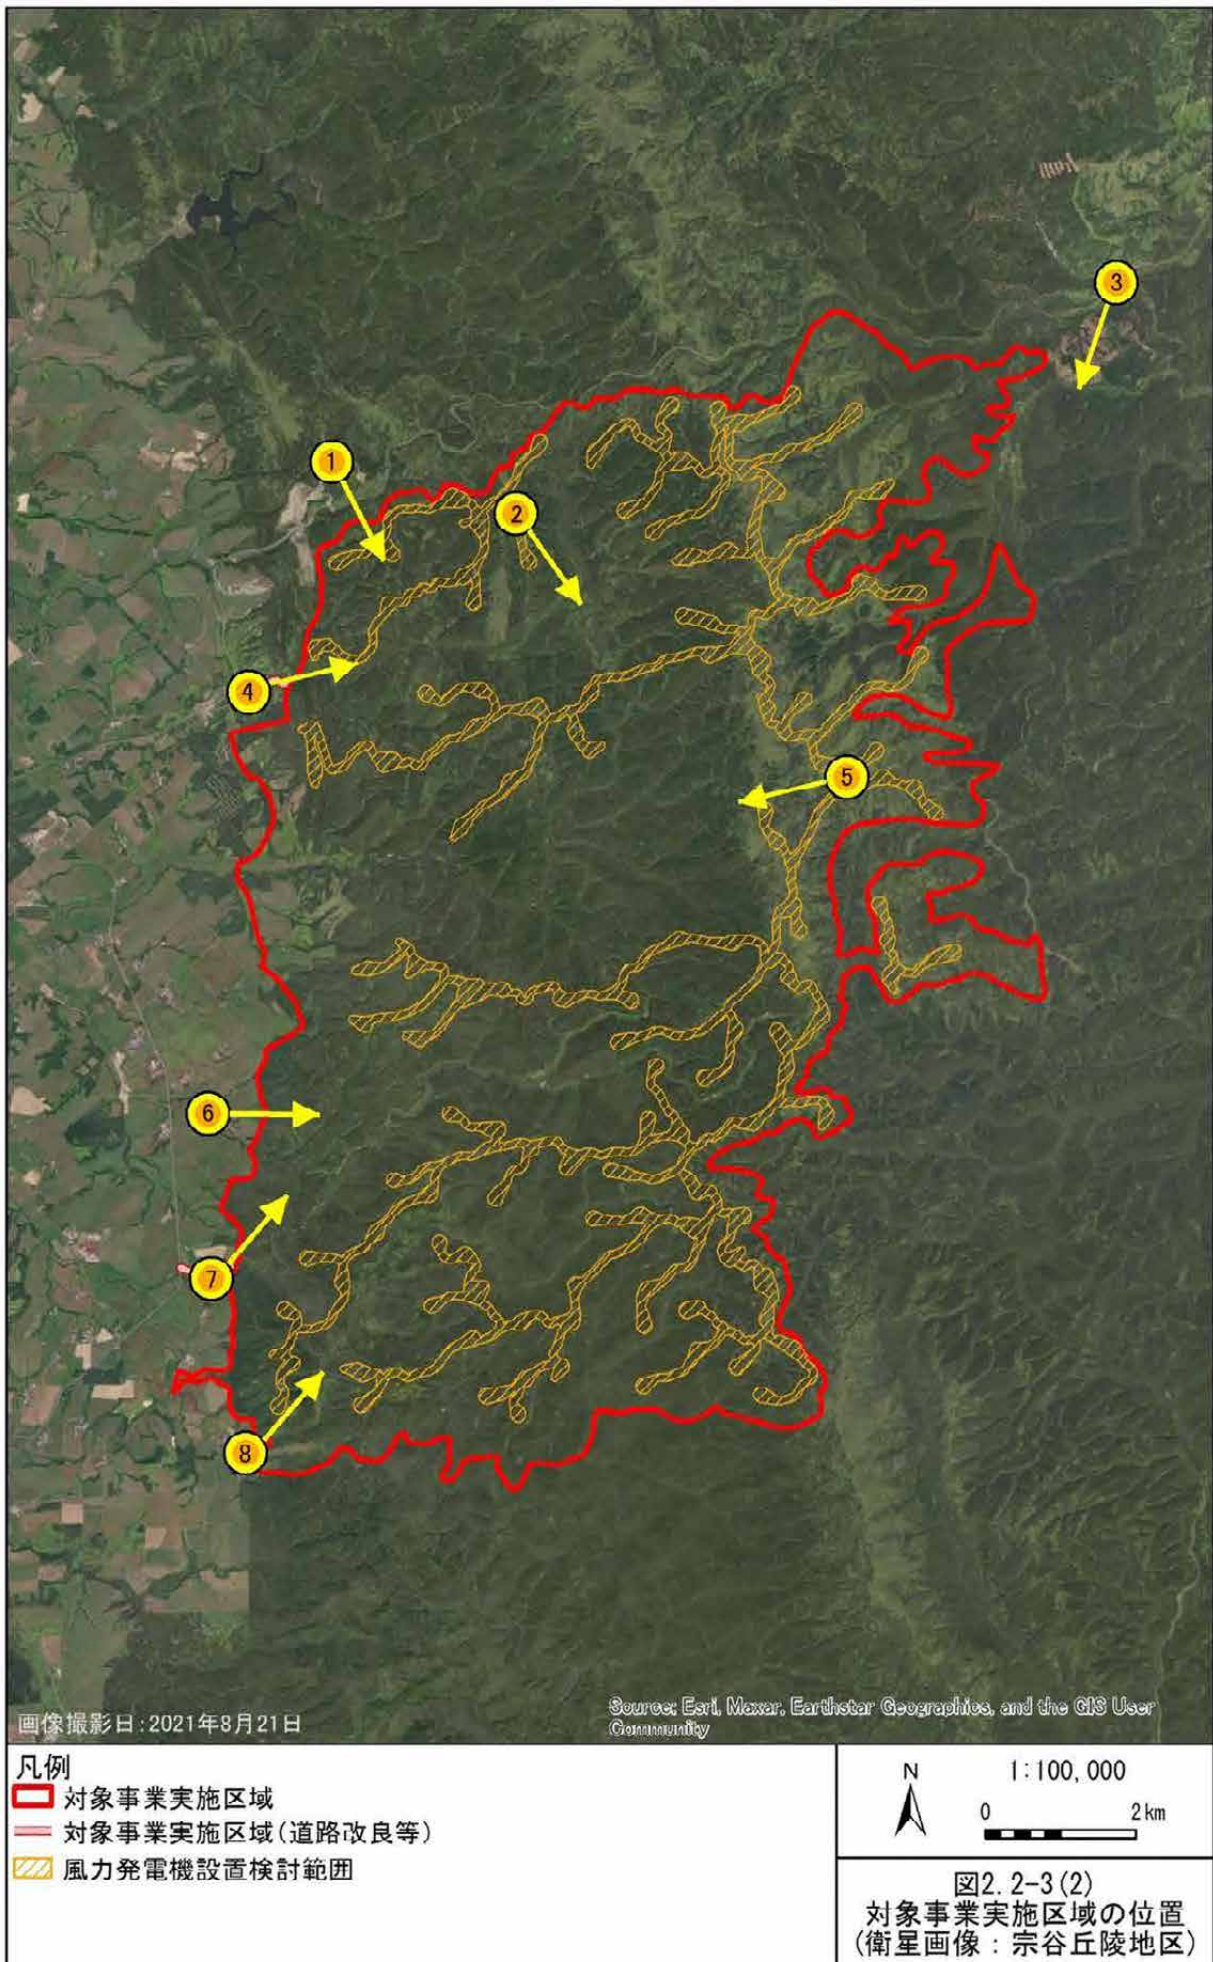 3
1
2
4
5
6
7
8
画像撮影日:2021年8月21日
Source: Esri, Maxar, Earthstar Geographics, and the GIS User
Community
凡例
対象事業実施区域
対象事業実施区域(道路改良等)
風力発電機設置検討範囲
N
1:100,000
0 2km
図2.2-3(2)
対象事業実施区域の位置
(衛星画像:宗谷丘陵地区)